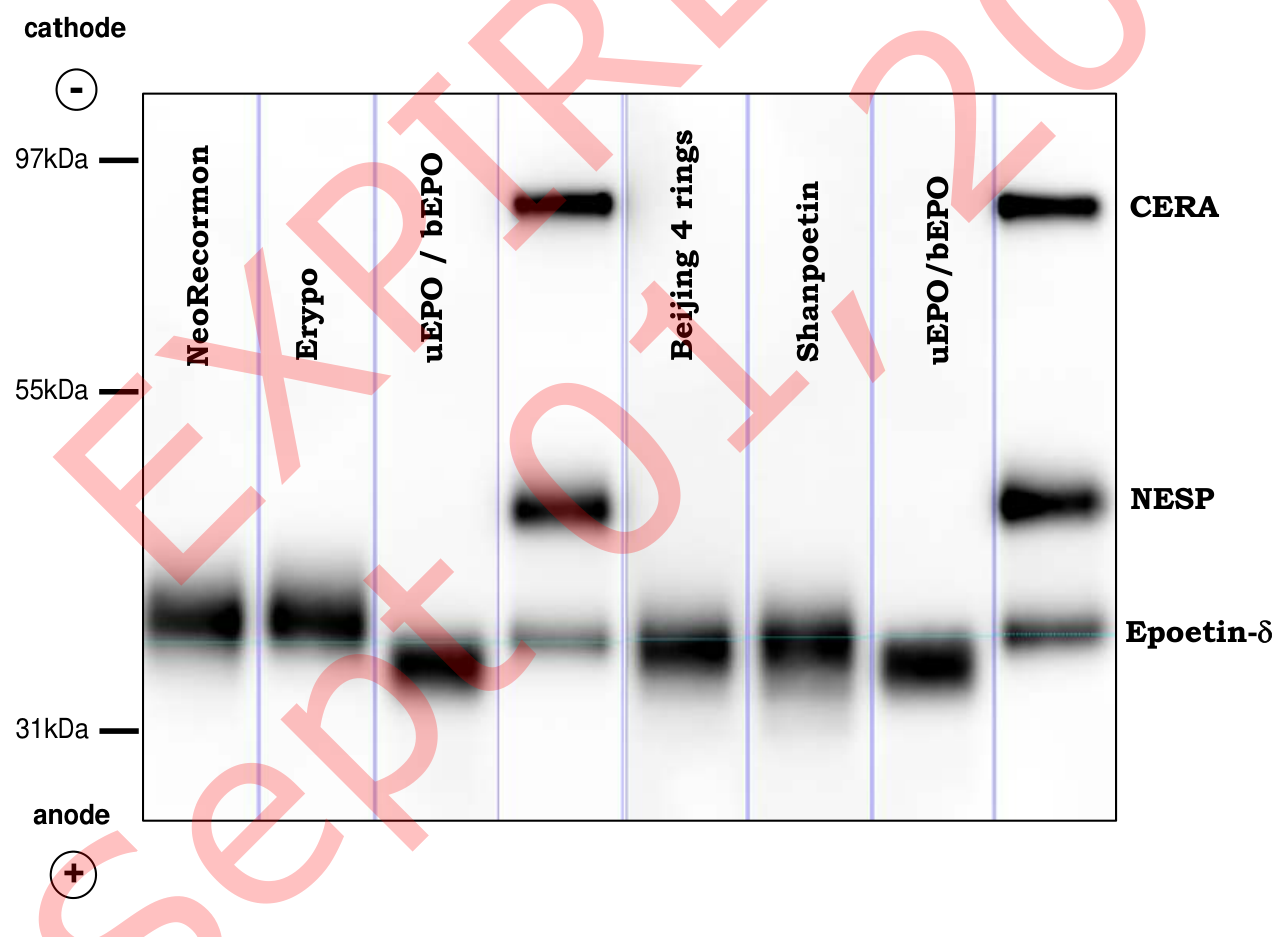 cathode
-
97kDa
55kDa
31kDa
anode
+
NeoRecormon
Erypo
uEPO / bEPO
Beijing 4 rings
Shanpoetin
uEPO/bEPO
CERA
NESP
Epoetin-δ
EXPIRE
Sept 01, 20